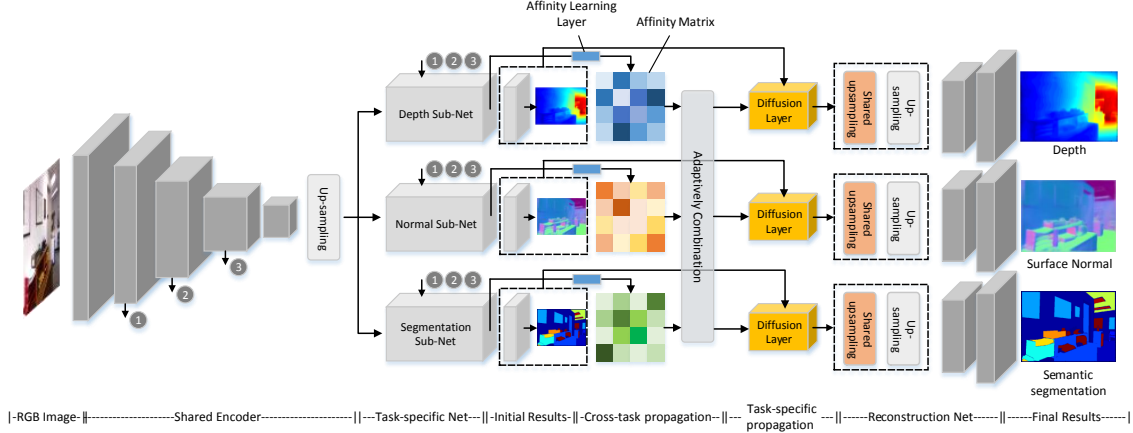 Affinity Learning
Layer
Affinity Matrix
1 2 3
Depth Sub-Net
Diffusion
Layer
Shared
upsampling
Up-
sampling
Depth
Up-sampling
1 2 3
Normal Sub-Net
Adaptively Combination
Diffusion
Layer
Shared
upsampling
Up-
sampling
Surface Normal
3
2
1
1 2 3
Segmentation
Sub-Net
Diffusion
Layer
Shared
upsampling
Up-
sampling
Semantic
segmentation
|-RGB Image-|-----------------Shared Encoder-----------------|--Task-specific Net--|-Initial Results-|-Cross-task propagation-|--Task-specific propagation--|------Reconstruction Net------|----Final Results----|